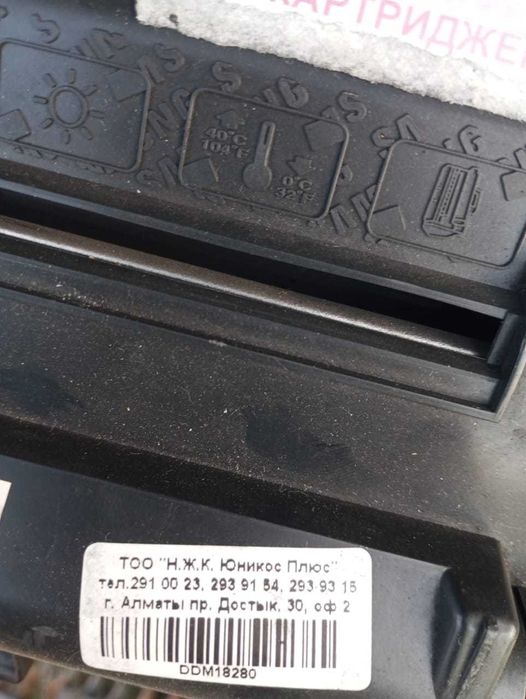 КАРТРИДЖЕ
40°C
104°F
0°C
32°F
ТОО "Н.Ж.К. Юникос Плюс"
тел.291 00 23, 293 91 54, 293 93 15
г. Алматы пр. Достык, 30, оф 2
DDM18280